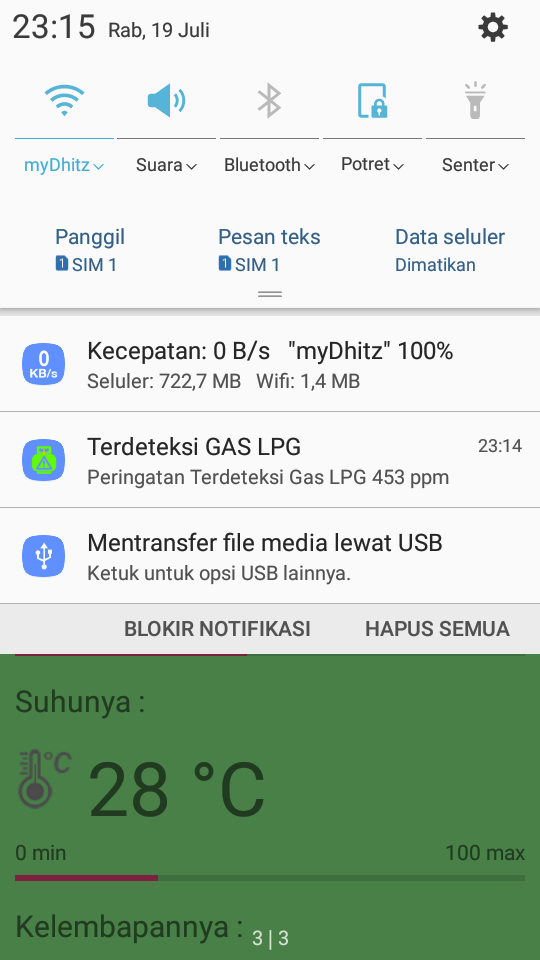 23:15 Rab, 19 Juli
myDhitz Suara Bluetooth Potret Senter
Panggil Pesan teks Data seluler
1 SIM 1 1 SIM 1 Dimatikan
0 KB/s
Kecepatan: 0 B/s "myDhitz" 100%
Seluler: 722,7 MB Wifi: 1,4 MB
Terdeteksi GAS LPG 23:14
Peringatan Terdeteksi Gas LPG 453 ppm
Mentransfer file media lewat USB
Ketuk untuk opsi USB lainnya.
BLOKIR NOTIFIKASI HAPUS SEMUA
Suhunya :
°C 28 °C
0 min 100 max
Kelembapannya :
3 | 3